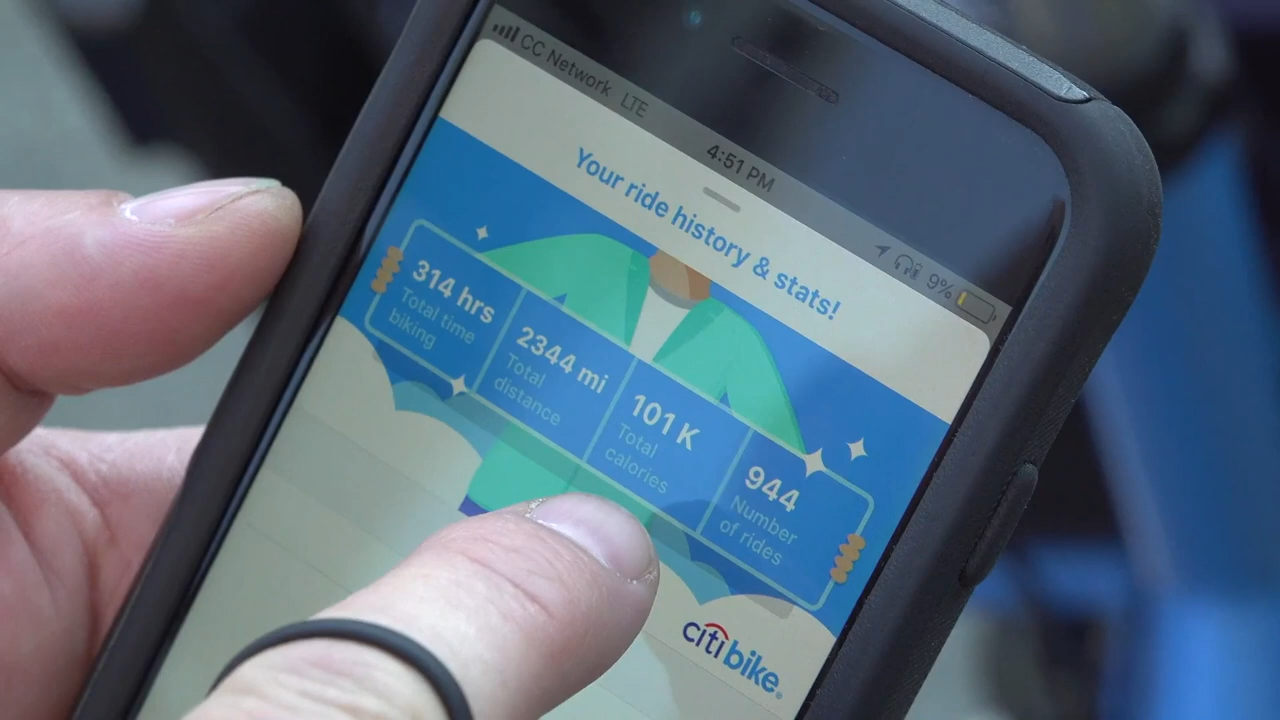 CC Network LTE 4:51 PM 9%
Your ride history & stats!
314 hrs
Total time
biking
2344 mi
Total
distance
101 K
Total
calories
944
Number
of rides
citi bike